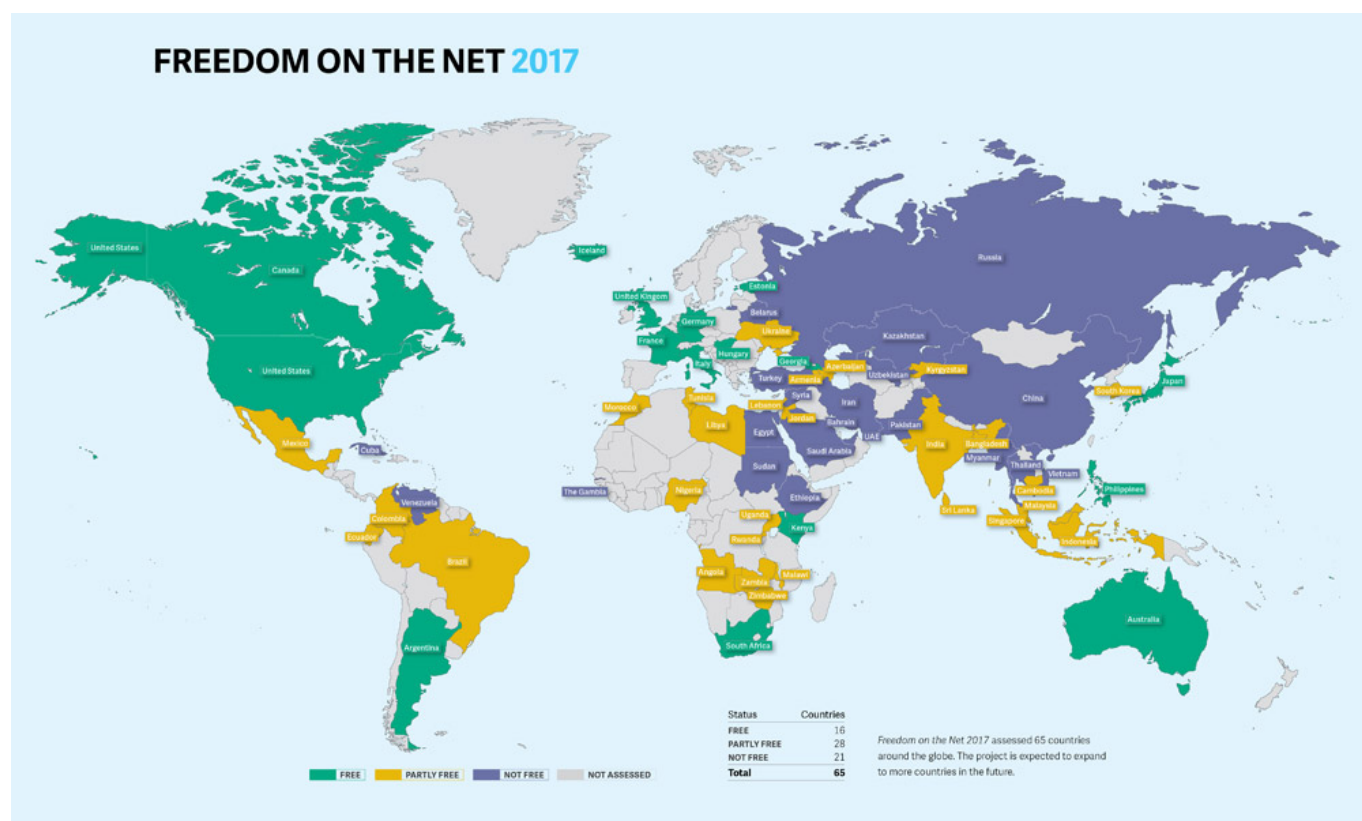 FREEDOM ON THE NET 2017
United States
Canada
Iceland
Russia
United Kingom
Estonia
Germany
Belarus
France
Ukraine
Kazakhstan
Hungary
Italy
Georgia
United States
Azerbaijan
Kyrgyzstan
Uzbekistan
Turkey
Armenia
Japan
South Korea
China
Syria
Iran
Tunisia
Lebanon
Morocco
Jordan
Libya
Bahrain
Pakistan
Mexico
Egypt
UAE
India
Bangladesh
Cuba
Saudi Arabia
Myanmar
Sudan
Thailand
Vietnam
The Gambia
Nigeria
Ethiopia
Cambodia
Philippines
Venezuela
Malaysia
Sri Lanka
Colombia
Uganda
Singapore
Kenya
Ecuador
Rwanda
Indonesia
Brazil
Angola
Malawi
Zambia
Zimbabwe
Australia
Argentina
South Africa
Status Countries
FREE 16
PARTLY FREE 28
NOT FREE 21
Total 65
Freedom on the Net 2017 assessed 65 countries
around the globe. The project is expected to expand
to more countries in the future.
FREE PARTLY FREE NOT FREE NOT ASSESSED